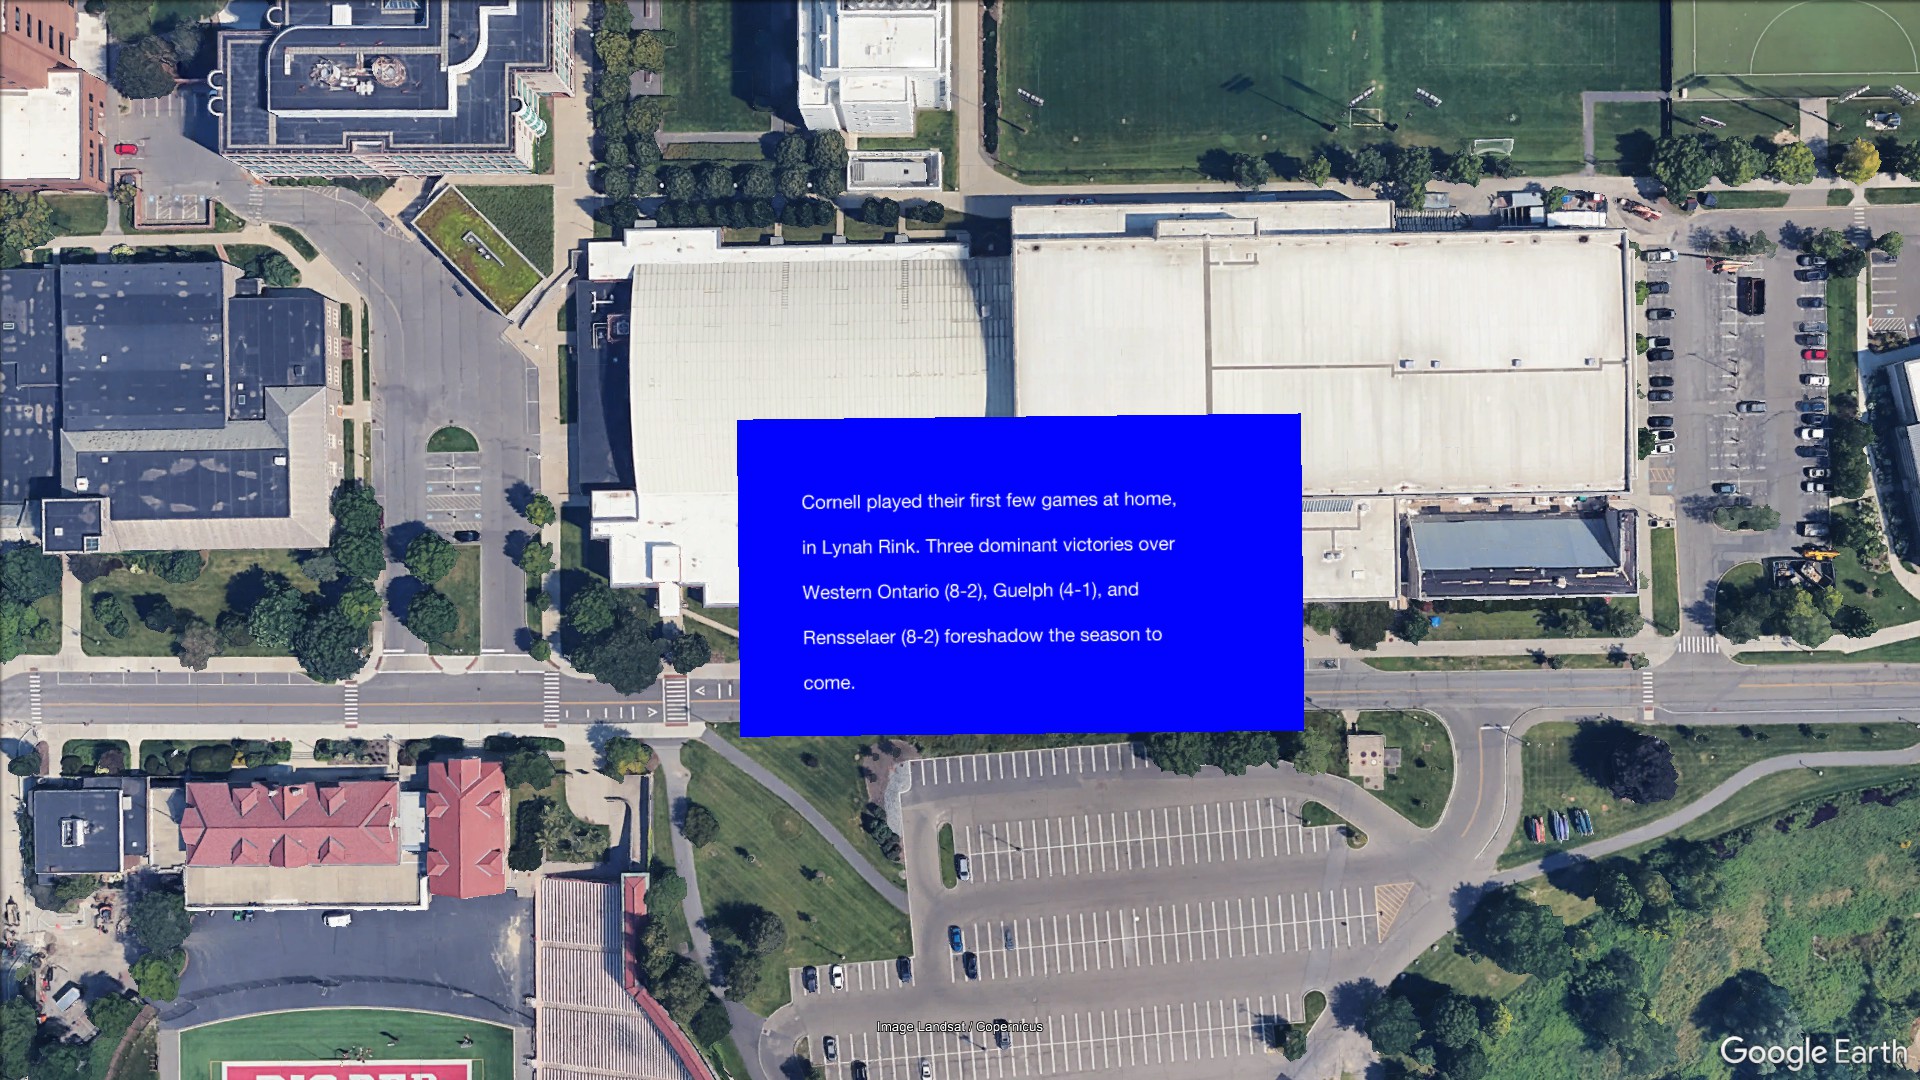 Cornell played their first few games at home,
in Lynah Rink. Three dominant victories over
Western Ontario (8-2), Guelph (4-1), and
Rensselaer (8-2) foreshadow the season to
come.
Image Landsat / Copernicus
Google Earth